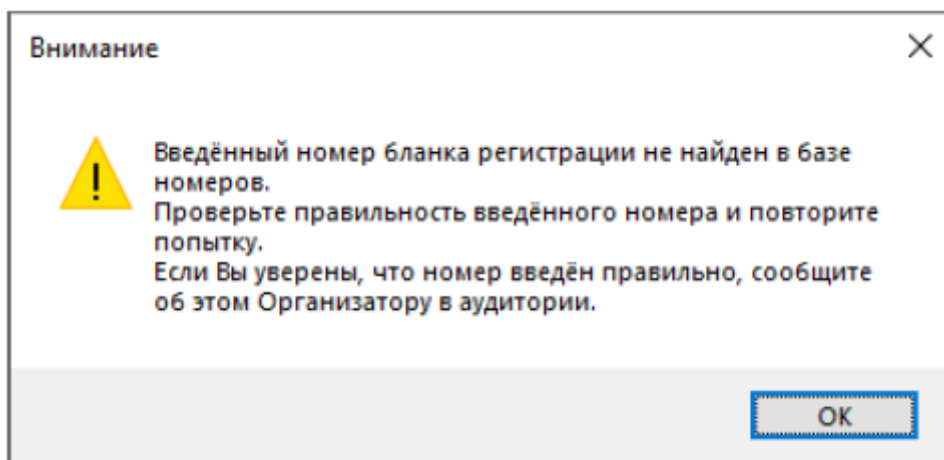 Внимание
Введённый номер бланка регистрации не найден в базе
номеров.
Проверьте правильность введённого номера и повторите
попытку.
Если Вы уверены, что номер введён правильно, сообщите
об этом Организатору в аудитории.
ОК